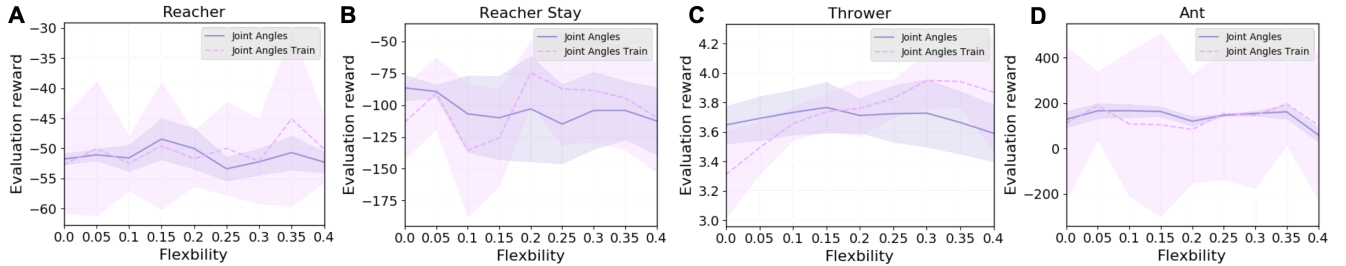 A
Reacher
Evaluation reward
−30
−35
−40
−45
−50
−55
−60
Joint Angles
Joint Angles Train
0.0 0.05 0.1 0.15 0.2 0.25 0.3 0.35 0.4
Flexbility
B
Reacher Stay
Evaluation reward
−50
−75
−100
−125
−150
−175
Joint Angles
Joint Angles Train
0.0 0.05 0.1 0.15 0.2 0.25 0.3 0.35 0.4
Flexbility
C
Thrower
Evaluation reward
4.2
4.0
3.8
3.6
3.4
3.2
3.0
Joint Angles
Joint Angles Train
0.0 0.05 0.1 0.15 0.2 0.25 0.3 0.35 0.4
Flexbility
D
Ant
Evaluation reward
400
200
0
−200
Joint Angles
Joint Angles Train
0.0 0.05 0.1 0.15 0.2 0.25 0.3 0.35 0.4
Flexbility